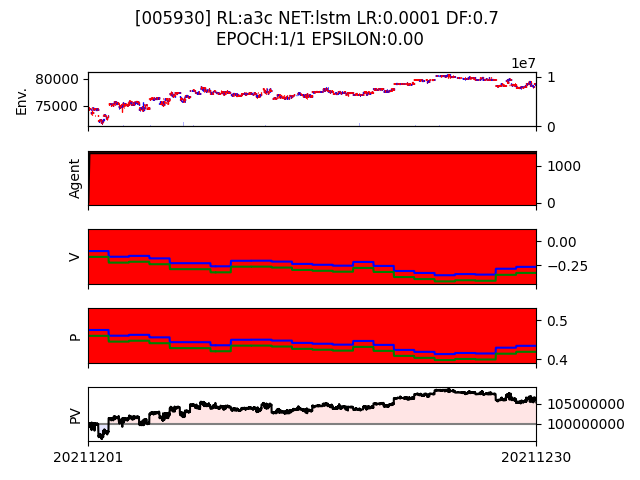 [005930] RL:a3c NET:lstm LR:0.0001 DF:0.7
EPOCH:1/1 EPSILON:0.00
1e7
Env.
80000
75000
1
0
Agent
1000
0
V
0.00
−0.25
P
0.5
0.4
PV
105000000
100000000
20211201
20211230